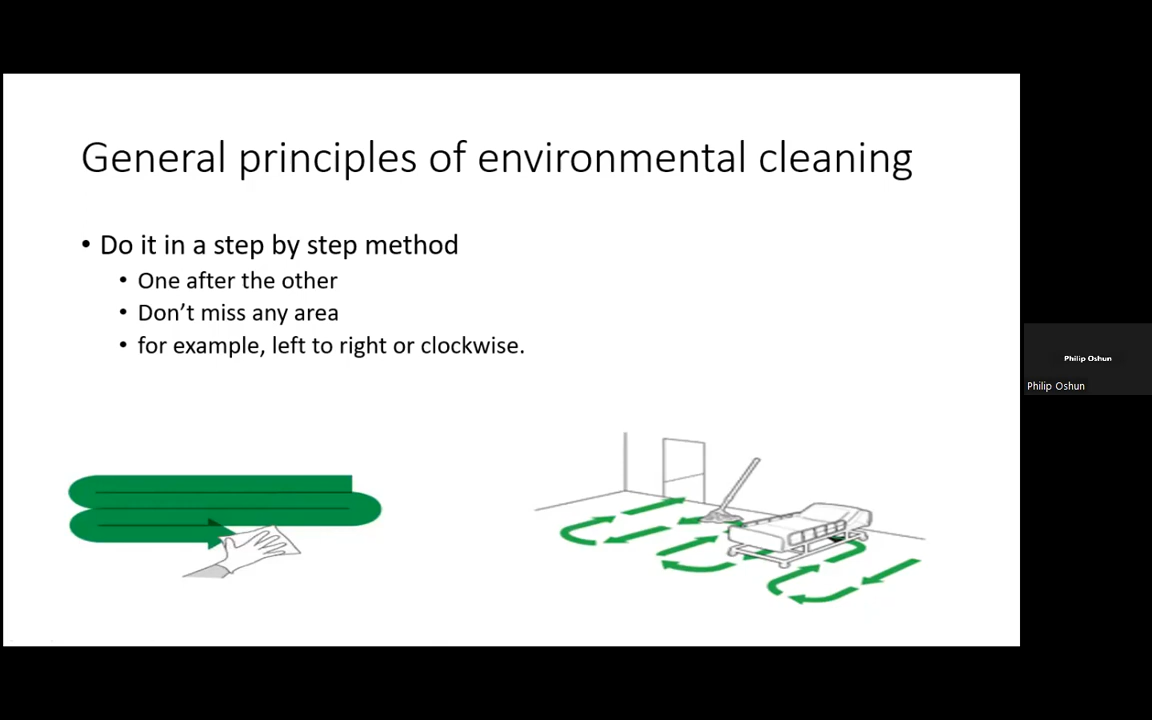 General principles of environmental cleaning
• Do it in a step by step method
• One after the other
• Don't miss any area
• for example, left to right or clockwise.
Philip Oshun
Philip Oshun